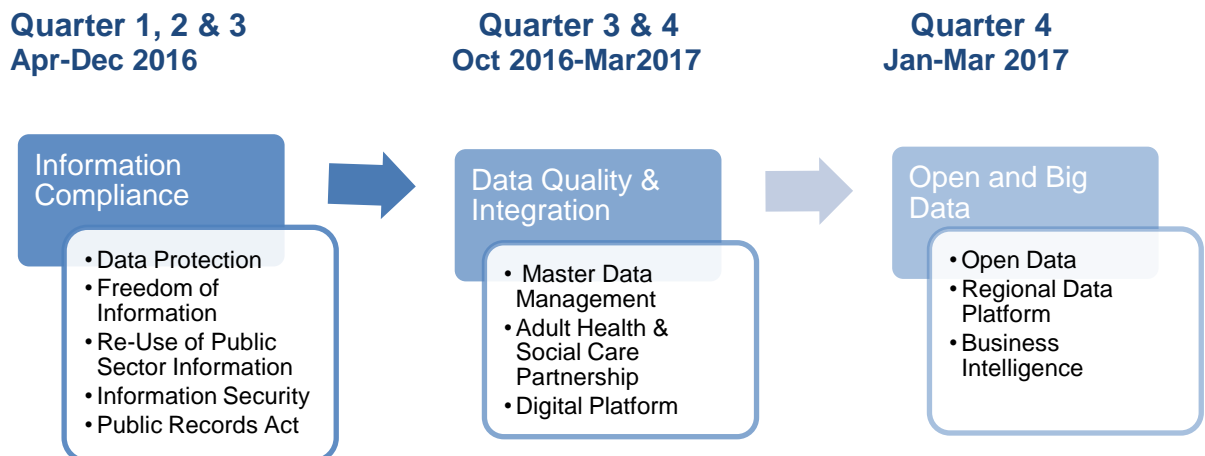 Quarter 1, 2 & 3
Apr-Dec 2016
Quarter 3 & 4
Oct 2016-Mar2017
Quarter 4
Jan-Mar 2017
Information
Compliance
• Data Protection
• Freedom of
Information
• Re-Use of Public
Sector Information
• Information Security
• Public Records Act
Data Quality &
Integration
• Master Data
Management
• Adult Health &
Social Care
Partnership
• Digital Platform
Open and Big
Data
• Open Data
• Regional Data
Platform
• Business
Intelligence